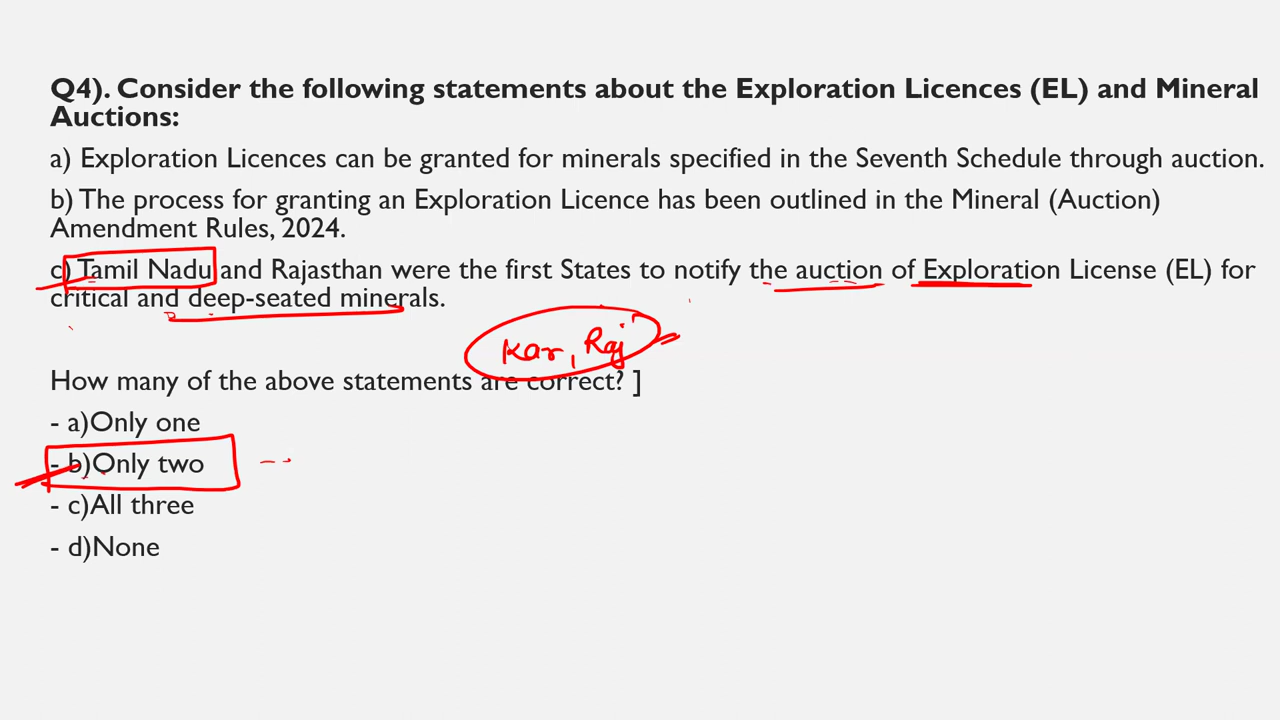 Q4). Consider the following statements about the Exploration Licences (EL) and Mineral
Auctions:
a) Exploration Licences can be granted for minerals specified in the Seventh Schedule through auction.
b) The process for granting an Exploration Licence has been outlined in the Mineral (Auction)
Amendment Rules, 2024.
c) Tamil Nadu and Rajasthan were the first States to notify the auction of Exploration License (EL) for
critical and deep-seated minerals.
Kar, Raj
How many of the above statements are correct? ]
- a)Only one
- b)Only two
- c)All three
- d)None